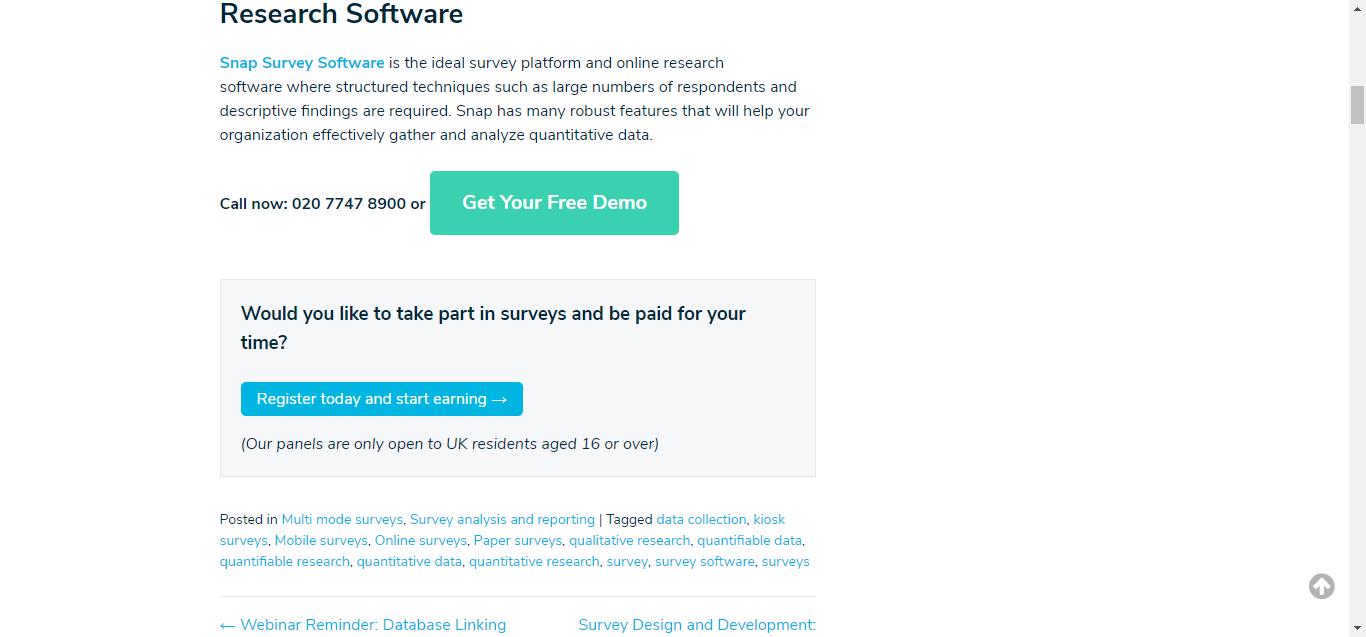 Research Software
Snap Survey Software is the ideal survey platform and online research
software where structured techniques such as large numbers of respondents and
descriptive findings are required. Snap has many robust features that will help your
organization effectively gather and analyze quantitative data.
Call now: 020 7747 8900 or Get Your Free Demo
Would you like to take part in surveys and be paid for your
time?
Register today and start earning →
(Our panels are only open to UK residents aged 16 or over)
Posted in Multi mode surveys, Survey analysis and reporting | Tagged data collection, kiosk
surveys, Mobile surveys, Online surveys, Paper surveys, qualitative research, quantifiable data,
quantifiable research, quantitative data, quantitative research, survey, survey software, surveys
← Webinar Reminder: Database Linking
Survey Design and Development: